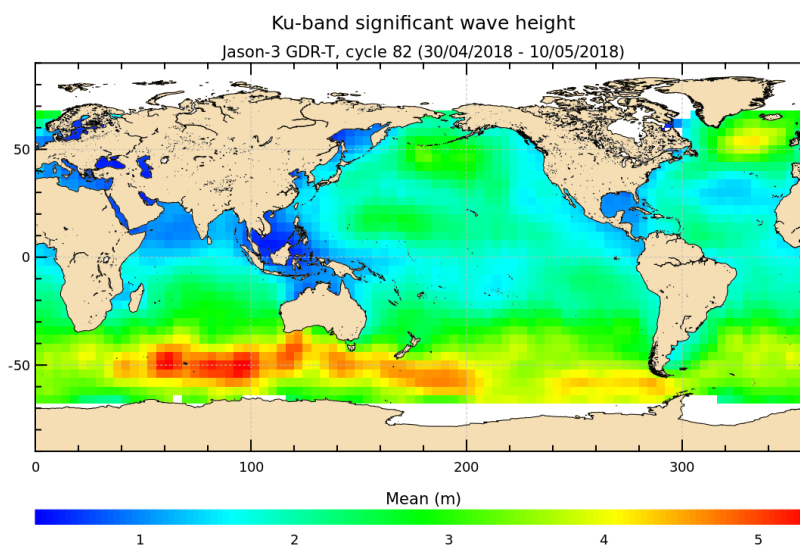 Ku-band significant wave height
Jason-3 GDR-T, cycle 82 (30/04/2018 - 10/05/2018)
50
0
-50
0 100 200 300
Mean (m)
1 2 3 4 5